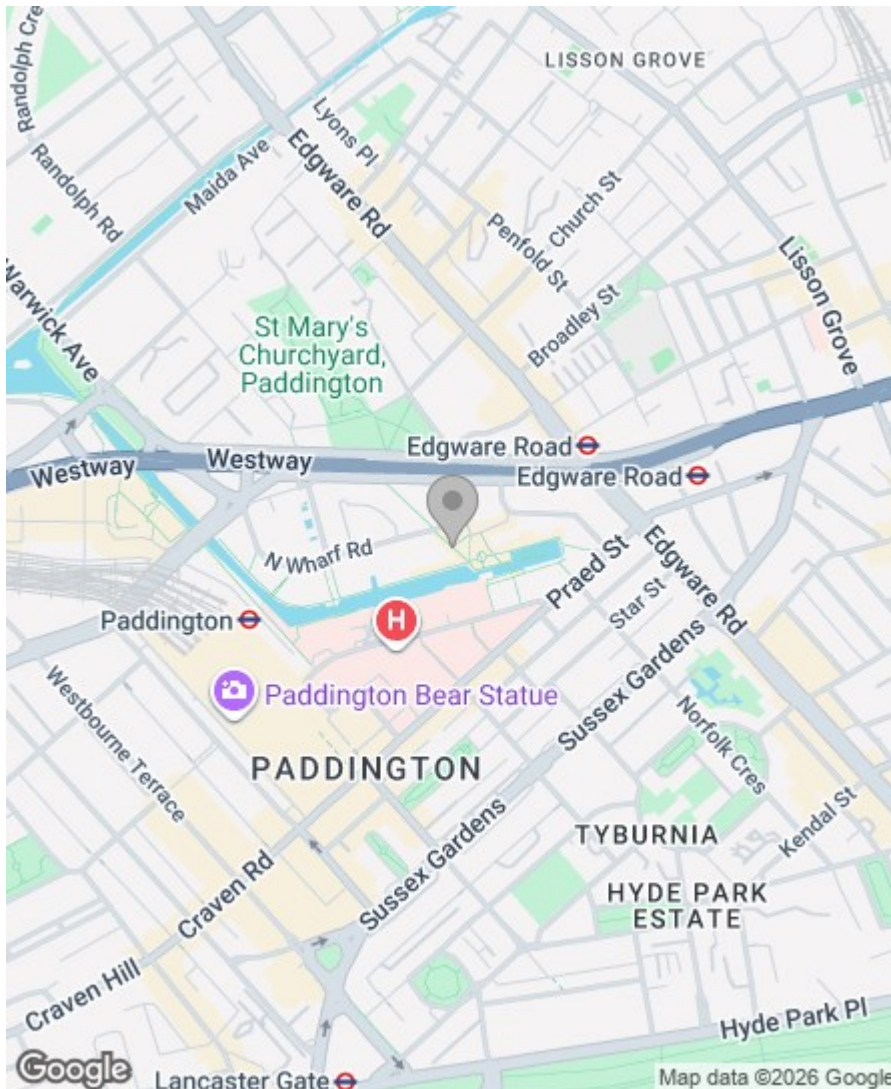 Randolph Cre
LISSON GROVE
Lyons Pl
Edgware Rd
Maida Ave
Randolph Rd
Church St
Penfold St
Lisson Grove
Warwick Ave
St Mary's
Churchyard,
Paddington
Broadley St
Edgware Road
Westway
Westway
Edgware Road
N Wharf Rd
Praed St
Edgware Rd
Star St
Paddington
H
Paddington Bear Statue
Sussex Gardens
Westbourne Terrace
Norfolk Cres
PADDINGTON
Kendal St
TYBURNIA
Sussex Gardens
Craven Rd
HYDE PARK
ESTATE
Craven Hill
Hyde Park Pl
Google
Lancaster Gate
Map data ©2026 Google